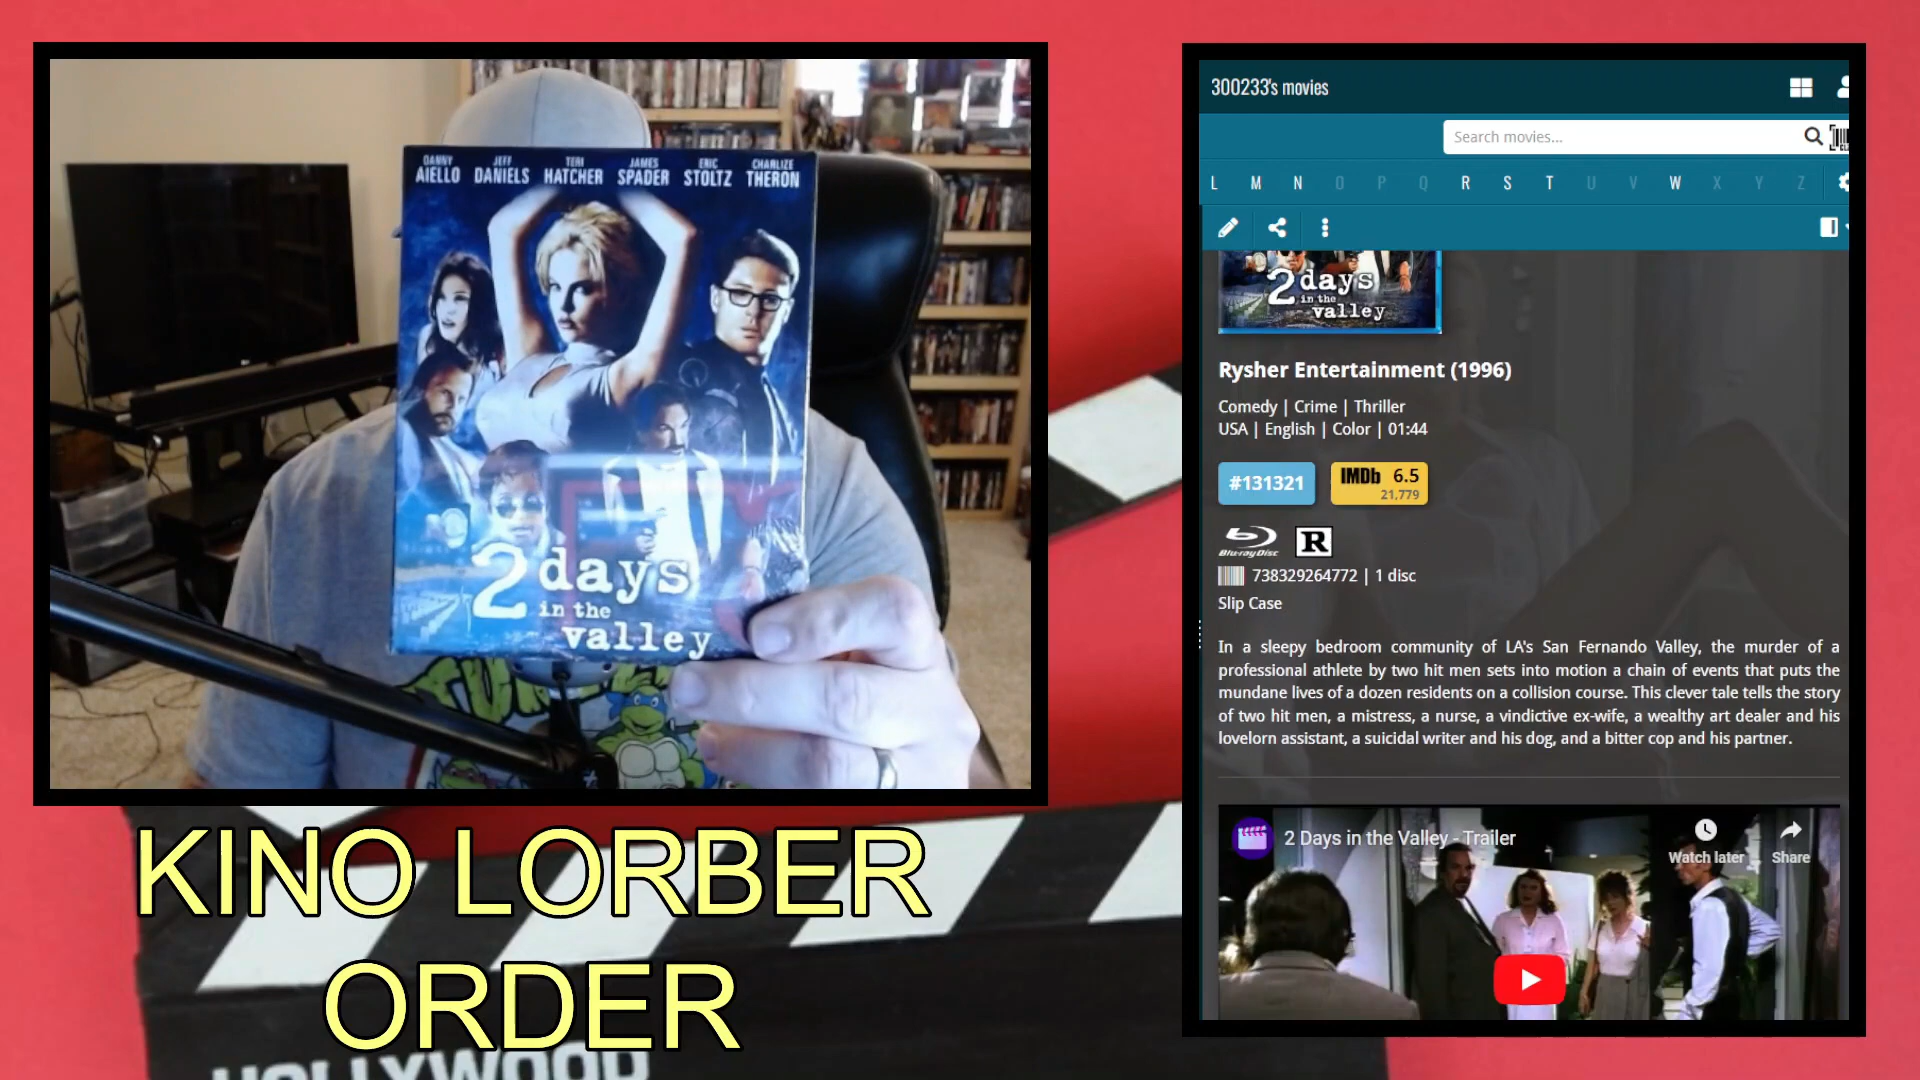 DANNY AIELLO JEFF DANIELS TERI HATCHER JAMES SPADER ERIC STOLTZ CHARLIZE THERON
2 days
in the
valley
KINO LORBER
ORDER
HOLLYWOOD
300233's movies
Search movies...
L M N O P Q R S T U V W X Y Z
2 days
in the
valley
Rysher Entertainment (1996)
Comedy | Crime | Thriller
USA | English | Color | 01:44
#131321 IMDb 6.5
21,779
Blu-ray Disc R
738329264772 | 1 disc
Slip Case
In a sleepy bedroom community of LA's San Fernando Valley, the murder of a
professional athlete by two hit men sets into motion a chain of events that puts the
mundane lives of a dozen residents on a collision course. This clever tale tells the story
of two hit men, a mistress, a nurse, a vindictive ex-wife, a wealthy art dealer and his
lovelorn assistant, a suicidal writer and his dog, and a bitter cop and his partner.
2 Days in the Valley - Trailer
Watch later Share